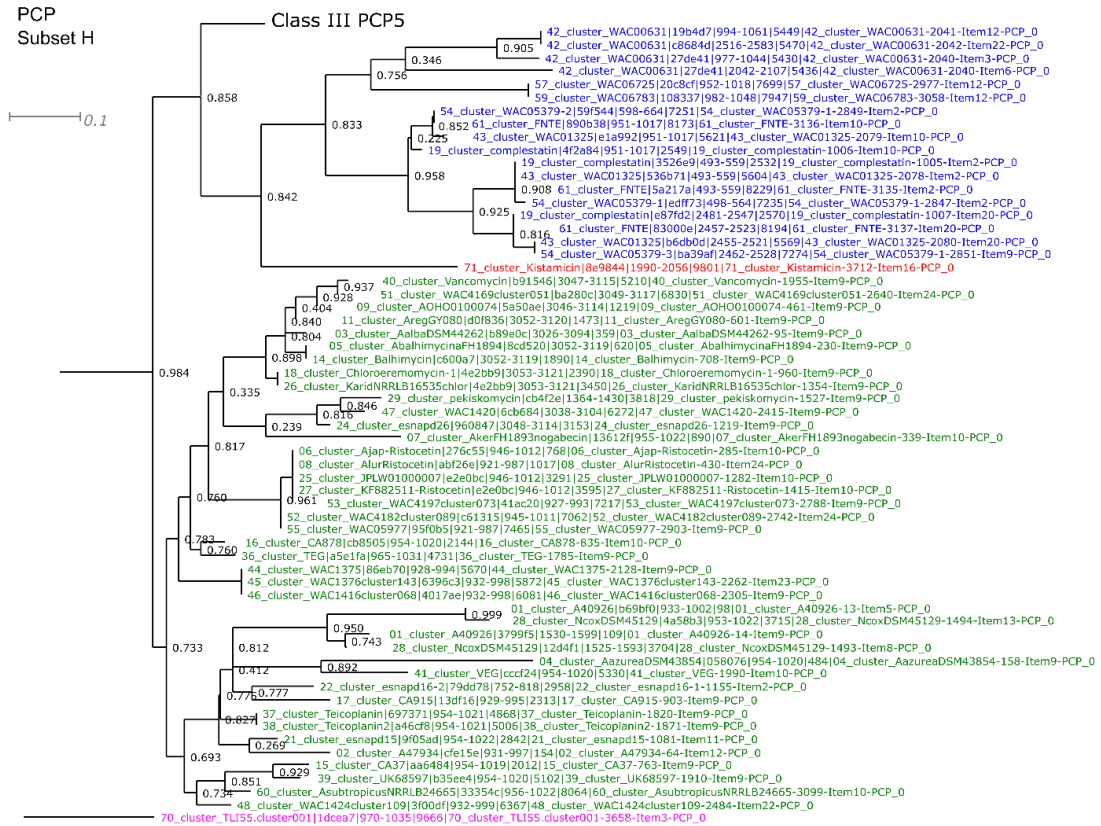 PCP
Subset H
Class III PCP5
0.1
42_cluster_WAC00631|19b4d7|994-1061|5449|42_cluster_WAC00631-2041-Item12-PCP_0
0.905
42_cluster_WAC00631|c8684d|2516-2583|5470|42_cluster_WAC00631-2042-Item22-PCP_0
0.346
42_cluster_WAC00631|27de41|977-1044|5430|42_cluster_WAC00631-2040-Item3-PCP_0
0.756
42_cluster_WAC00631|27de41|2042-2107|5436|42_cluster_WAC00631-2040-Item6-PCP_0
57_cluster_WAC06725|20c8cf|952-1018|7699|57_cluster_WAC06725-2977-Item12-PCP_0
0.858
59_cluster_WAC06783|108337|982-1048|7947|59_cluster_WAC06783-3058-Item12-PCP_0
54_cluster_WAC05379-2|59f544|598-664|7251|54_cluster_WAC05379-1-2849-Item2-PCP_0
0.833
0.852
61_cluster_FNTE|890b38|951-1017|8173|61_cluster_FNTE-3136-Item10-PCP_0
0.225
43_cluster_WAC01325|e1a992|951-1017|5621|43_cluster_WAC01325-2079-Item10-PCP_0
19_cluster_complestatin|4f2a84|951-1017|2549|19_cluster_complestatin-1006-Item10-PCP_0
19_cluster_complestatin|3526e9|493-559|2532|19_cluster_complestatin-1005-Item2-PCP_0
0.958
43_cluster_WAC01325|536b71|493-559|5604|43_cluster_WAC01325-2078-Item2-PCP_0
0.908
61_cluster_FNTE|5a217a|493-559|8229|61_cluster_FNTE-3135-Item2-PCP_0
0.842
54_cluster_WAC05379-1|edff73|498-564|7235|54_cluster_WAC05379-1-2847-Item2-PCP_0
0.925
19_cluster_complestatin|e87fd2|2481-2547|2570|19_cluster_complestatin-1007-Item20-PCP_0
61_cluster_FNTE|83000e|2457-2523|8194|61_cluster_FNTE-3137-Item20-PCP_0
0.816
43_cluster_WAC01325|b6db0d|2455-2521|5569|43_cluster_WAC01325-2080-Item20-PCP_0
54_cluster_WAC05379-3|ba39af|2462-2528|7274|54_cluster_WAC05379-1-2851-Item9-PCP_0
71_cluster_Kistamicin|8e9844|1990-2056|9801|71_cluster_Kistamicin-3712-Item16-PCP_0
0.937
40_cluster_Vancomycin|b91546|3047-3115|5210|40_cluster_Vancomycin-1955-Item9-PCP_0
0.928
51_cluster_WAC4169cluster051|ba280c|3049-3117|6830|51_cluster_WAC4169cluster051-2640-Item24-PCP_0
0.404
09_cluster_AOHO0100074|5a50ae|3046-3114|1219|09_cluster_AOHO0100074-461-Item9-PCP_0
0.840
11_cluster_AregGY080|d0f836|3052-3120|1473|11_cluster_AregGY080-601-Item9-PCP_0
0.804
03_cluster_AalbaDSM44262|b89e0c|3026-3094|359|03_cluster_AalbaDSM44262-95-Item9-PCP_0
05_cluster_AbalhimycinaFH1894|8cd520|3052-3119|620|05_cluster_AbalhimycinaFH1894-230-Item9-PCP_0
0.898
14_cluster_Balhimycin|c600a7|3052-3119|1890|14_cluster_Balhimycin-708-Item9-PCP_0
0.984
18_cluster_Chloroeremomycin-1|4e2bb9|3053-3121|2390|18_cluster_Chloroeremomycin-1-960-Item9-PCP_0
0.335
26_cluster_KaridNRRLB16535chlor|4e2bb9|3053-3121|3450|26_cluster_KaridNRRLB16535chlor-1354-Item9-PCP_0
29_cluster_pekiskomycin|cb4f2e|1364-1430|3818|29_cluster_pekiskomycin-1527-Item9-PCP_0
0.846
0.816
47_cluster_WAC1420|6cb684|3038-3104|6272|47_cluster_WAC1420-2415-Item9-PCP_0
0.239
24_cluster_esnapd26|960847|3048-3114|3153|24_cluster_esnapd26-1219-Item9-PCP_0
07_cluster_AkerFH1893nogabecin|13612f|955-1022|890|07_cluster_AkerFH1893nogabecin-339-Item10-PCP_0
0.817
06_cluster_Ajap-Ristocetin|276c55|946-1012|768|06_cluster_Ajap-Ristocetin-285-Item10-PCP_0
08_cluster_AlurRistocetin|abf26e|921-987|1017|08_cluster_AlurRistocetin-430-Item24-PCP_0
25_cluster_JPLW01000007|e2e0bc|946-1012|3291|25_cluster_JPLW01000007-1282-Item10-PCP_0
27_cluster_KF882511-Ristocetin|e2e0bc|946-1012|3595|27_cluster_KF882511-Ristocetin-1415-Item10-PCP_0
0.760
0.961
53_cluster_WAC4197cluster073|41ac20|927-993|7217|53_cluster_WAC4197cluster073-2788-Item9-PCP_0
52_cluster_WAC4182cluster089|c61315|945-1011|7062|52_cluster_WAC4182cluster089-2742-Item24-PCP_0
55_cluster_WAC05977|95f0b5|921-987|7465|55_cluster_WAC05977-2903-Item9-PCP_0
0.783
16_cluster_CA878|cb8505|954-1020|2144|16_cluster_CA878-835-Item10-PCP_0
0.760
36_cluster_TEG|a5e1fa|965-1031|4731|36_cluster_TEG-1785-Item9-PCP_0
44_cluster_WAC1375|86eb70|928-994|5670|44_cluster_WAC1375-2128-Item9-PCP_0
45_cluster_WAC1376cluster143|6396c3|932-998|5872|45_cluster_WAC1376cluster143-2262-Item23-PCP_0
46_cluster_WAC1416cluster068|4017ae|932-998|6081|46_cluster_WAC1416cluster068-2305-Item9-PCP_0
01_cluster_A40926|b69bf0|933-1002|98|01_cluster_A40926-13-Item5-PCP_0
0.999
28_cluster_NcoxDSM45129|4a58b3|953-1022|3715|28_cluster_NcoxDSM45129-1494-Item13-PCP_0
0.950
01_cluster_A40926|3799f5|1530-1599|109|01_cluster_A40926-14-Item9-PCP_0
0.743
0.733
0.812
28_cluster_NcoxDSM45129|12d4f1|1525-1593|3704|28_cluster_NcoxDSM45129-1493-Item8-PCP_0
04_cluster_AazureaDSM43854|058076|954-1020|484|04_cluster_AazureaDSM43854-158-Item9-PCP_0
0.412
0.892
41_cluster_VEG|cccf24|954-1020|5330|41_cluster_VEG-1990-Item10-PCP_0
22_cluster_esnapd16-2|79dd78|752-818|2958|22_cluster_esnapd16-1-1155-Item2-PCP_0
0.775
0.777
17_cluster_CA915|13df16|929-995|2313|17_cluster_CA915-903-Item9-PCP_0
37_cluster_Teicoplanin|697371|954-1021|4868|37_cluster_Teicoplanin-1820-Item9-PCP_0
0.827
38_cluster_Teicoplanin2|a46cf8|954-1021|5006|38_cluster_Teicoplanin2-1871-Item9-PCP_0
21_cluster_esnapd15|9f05ad|954-1022|2842|21_cluster_esnapd15-1081-Item11-PCP_0
0.269
0.693
02_cluster_A47934|cfe15e|931-997|154|02_cluster_A47934-64-Item12-PCP_0
15_cluster_CA37|aa6484|954-1019|2012|15_cluster_CA37-763-Item9-PCP_0
0.929
0.851
39_cluster_UK68597|b35ee4|954-1020|5102|39_cluster_UK68597-1910-Item9-PCP_0
0.734
60_cluster_AsubtropicusNRRLB24665|33354c|956-1022|8064|60_cluster_AsubtropicusNRRLB24665-3099-Item10-PCP_0
48_cluster_WAC1424cluster109|3f00df|932-999|6367|48_cluster_WAC1424cluster109-2484-Item22-PCP_0
70_cluster_TLI55.cluster001|1dcea7|970-1035|9666|70_cluster_TLI55.cluster001-3658-Item3-PCP_0